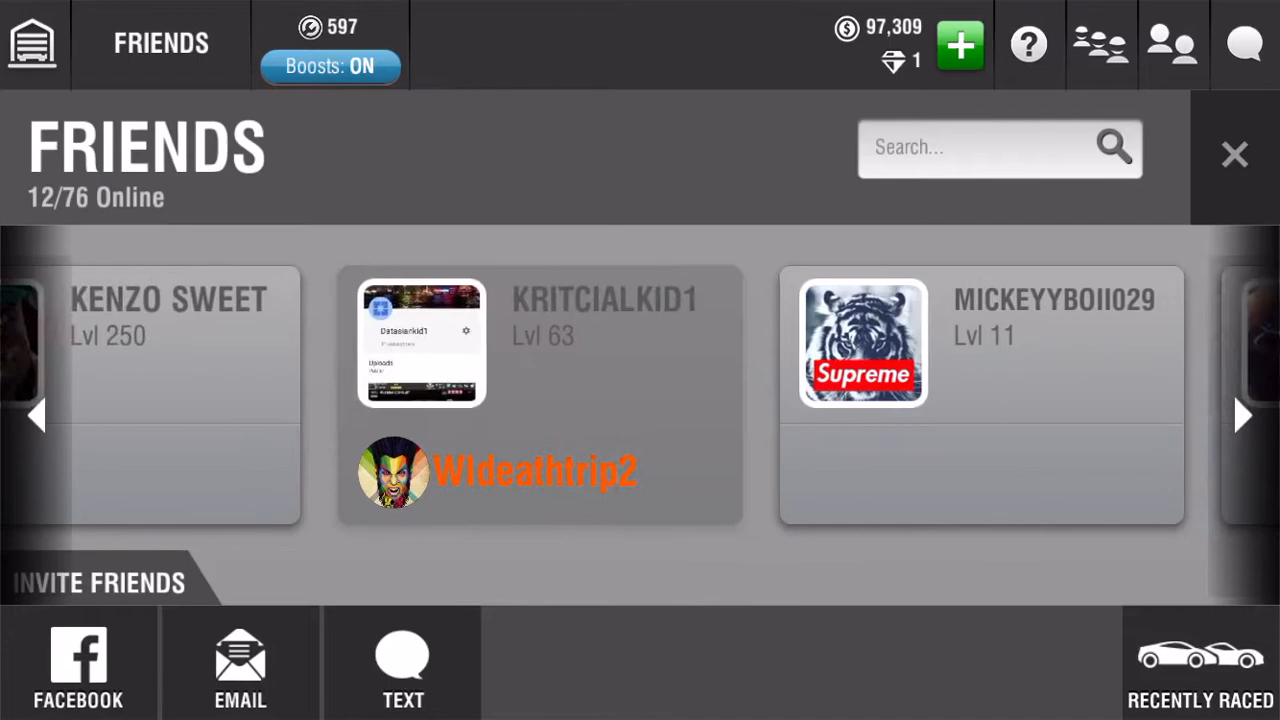 FRIENDS
597
Boosts: ON
97,309
1
FRIENDS
12/76 Online
Search...
KENZO SWEET
Lvl 250
KRITCIALKID1
Lvl 63
Datasiarkid1
Uploads
MICKEYYBOII029
Lvl 11
Supreme
WIdeathtrip2
INVITE FRIENDS
FACEBOOK
EMAIL
TEXT
RECENTLY RACED